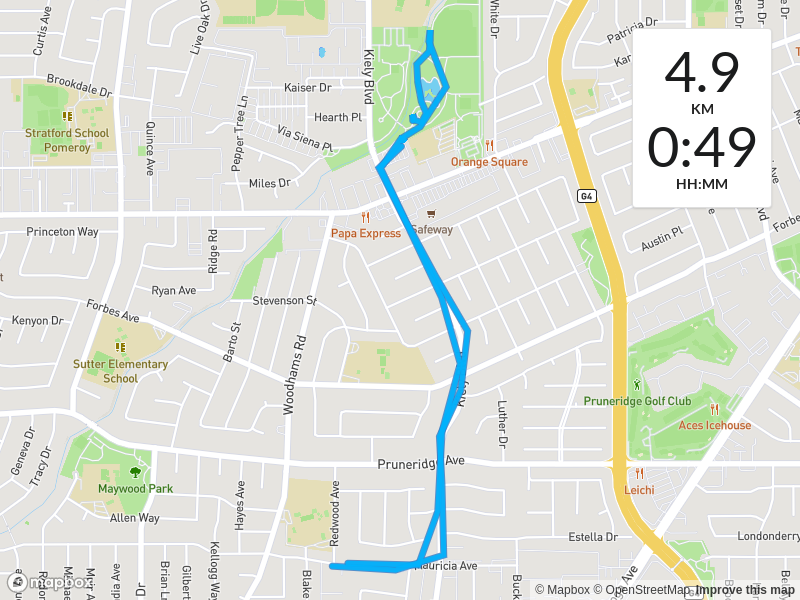 Curtis Ave
Live Oak Dr
Kiely Blvd
White Dr
Patricia Dr
4.9
KM
0:49
HH:MM
Brookdale Dr
Kaiser Dr
Pepper Tree Ln
Hearth Pl
Stratford School
Pomeroy
Quince Ave
Via Siena Pl
Orange Square
Miles Dr
G4
Papa Express
Safeway
Princeton Way
Ridge Rd
Austin Pl
Ryan Ave
Stevenson St
Forbes Ave
Kenyon Dr
Barto St
Woodhams Rd
Sutter Elementary
School
Pruneridge Golf Club
Luther Dr
Aces Icehouse
Geneva Dr
Tracy Dr
Pruneridge Ave
Maywood Park
Leichi
Hayes Ave
Redwood Ave
Allen Way
Estella Dr
Londonderry
Kellogg Way
Mauricia Ave
mapbox
© Mapbox © OpenStreetMap Improve this map